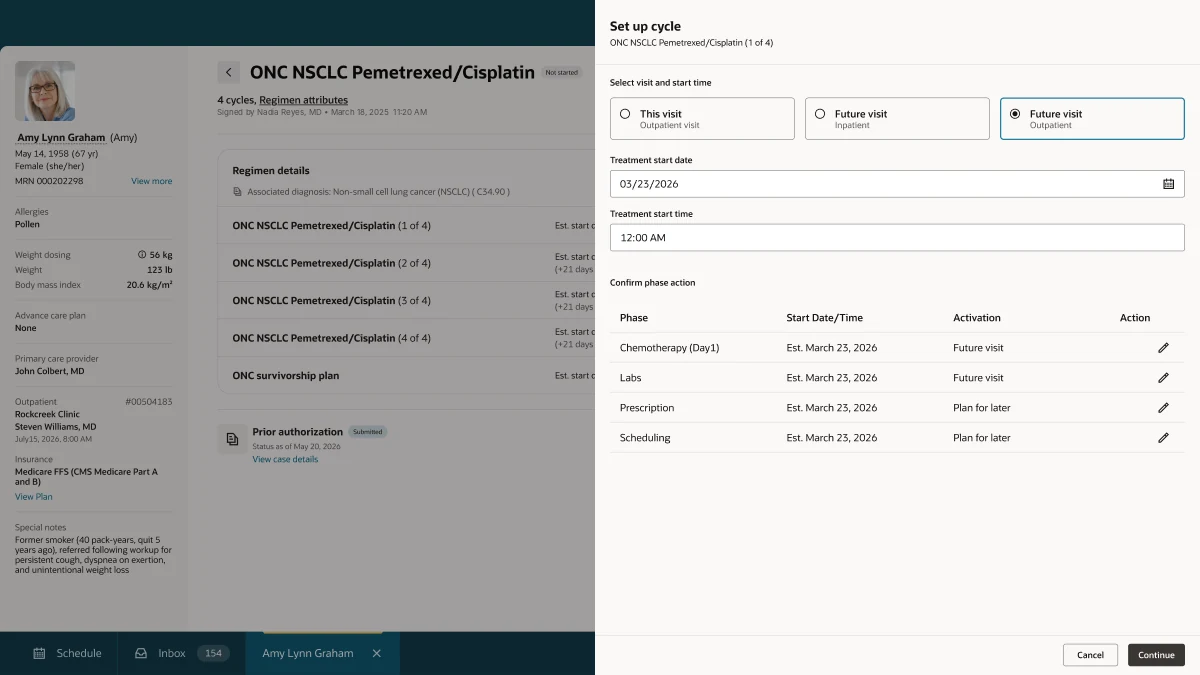 Amy Lynn Graham (Amy)
May 14, 1958 (67 yr)
Female (she/her)
MRN 000202298 View more
Allergies
Pollen
Weight dosing 56 kg
Weight 123 lb
Body mass index 20.6 kg/m²
Advance care plan
None
Primary care provider
John Colbert, MD
Outpatient #00504183
Rockcreek Clinic
Steven Williams, MD
July15, 2026, 8:00 AM
Insurance
Medicare FFS (CMS Medicare Part A
and B)
View Plan
Special notes
Former smoker (40 pack-years, quit 5
years ago), referred following workup for
persistent cough, dyspnea on exertion,
and unintentional weight loss
ONC NSCLC Pemetrexed/Cisplatin Not started
4 cycles, Regimen attributes
Signed by Nadia Reyes, MD • March 18, 2025 11:20 AM
Regimen details
Associated diagnosis: Non-small cell lung cancer (NSCLC) ( C34.90 )
ONC NSCLC Pemetrexed/Cisplatin (1 of 4) Est. start
ONC NSCLC Pemetrexed/Cisplatin (2 of 4) Est. start
(+21 days
ONC NSCLC Pemetrexed/Cisplatin (3 of 4) Est. start
(+21 days
ONC NSCLC Pemetrexed/Cisplatin (4 of 4) Est. start
(+21 days
ONC survivorship plan Est. start
Prior authorization Submitted
Status as of May 20, 2026
View case details
Schedule Inbox 154 Amy Lynn Graham
Set up cycle
ONC NSCLC Pemetrexed/Cisplatin (1 of 4)
Select visit and start time
This visit
Outpatient visit
Future visit
Inpatient
Future visit
Outpatient
Treatment start date
03/23/2026
Treatment start time
12:00 AM
Confirm phase action
Phase Start Date/Time Activation Action
Chemotherapy (Day1) Est. March 23, 2026 Future visit
Labs Est. March 23, 2026 Future visit
Prescription Est. March 23, 2026 Plan for later
Scheduling Est. March 23, 2026 Plan for later
Cancel Continue